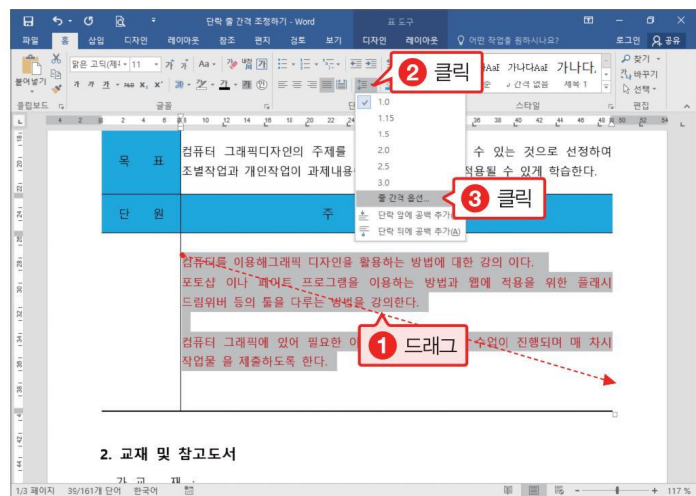 단락 줄 간격 조정하기 - Word
표 도구
파일 홈 삽입 디자인 레이아웃 참조 편지 검토 보기 디자인 레이아웃 어떤 작업을 원하시나요? 로그인 공유
붙여넣기
맑은 고딕(제목 11
찾기
바꾸기
선택
가나다AaI 가나다,
간격 없음 제목 1
클립보드 글꼴 단 스타일 편집
2 클릭
1.0
1.15
1.5
2.0
2.5
3.0
줄 간격 옵션...
단락 앞에 공백 추가
단락 뒤에 공백 추가(A)
3 클릭
목 표
컴퓨터 그래픽디자인의 주제를 수 있는 것으로 선정하여
조별작업과 개인작업이 과제내용 적용될 수 있게 학습한다.
단 원 주
컴퓨터를 이용해그래픽 디자인을 활용하는 방법에 대한 강의 이다.
포토샵 이나 페이트 프로그램을 이용하는 방법과 웹에 적용을 위한 플래시
드림위버 등의 툴을 다루는 방법을 강의한다.
컴퓨터 그래픽에 있어 필요한 이 수업이 진행되며 매 차시
작업물 을 제출하도록 한다.
1 드래그
2. 교재 및 참고도서
1/3 페이지 39/161개 단어 한국어 117 %